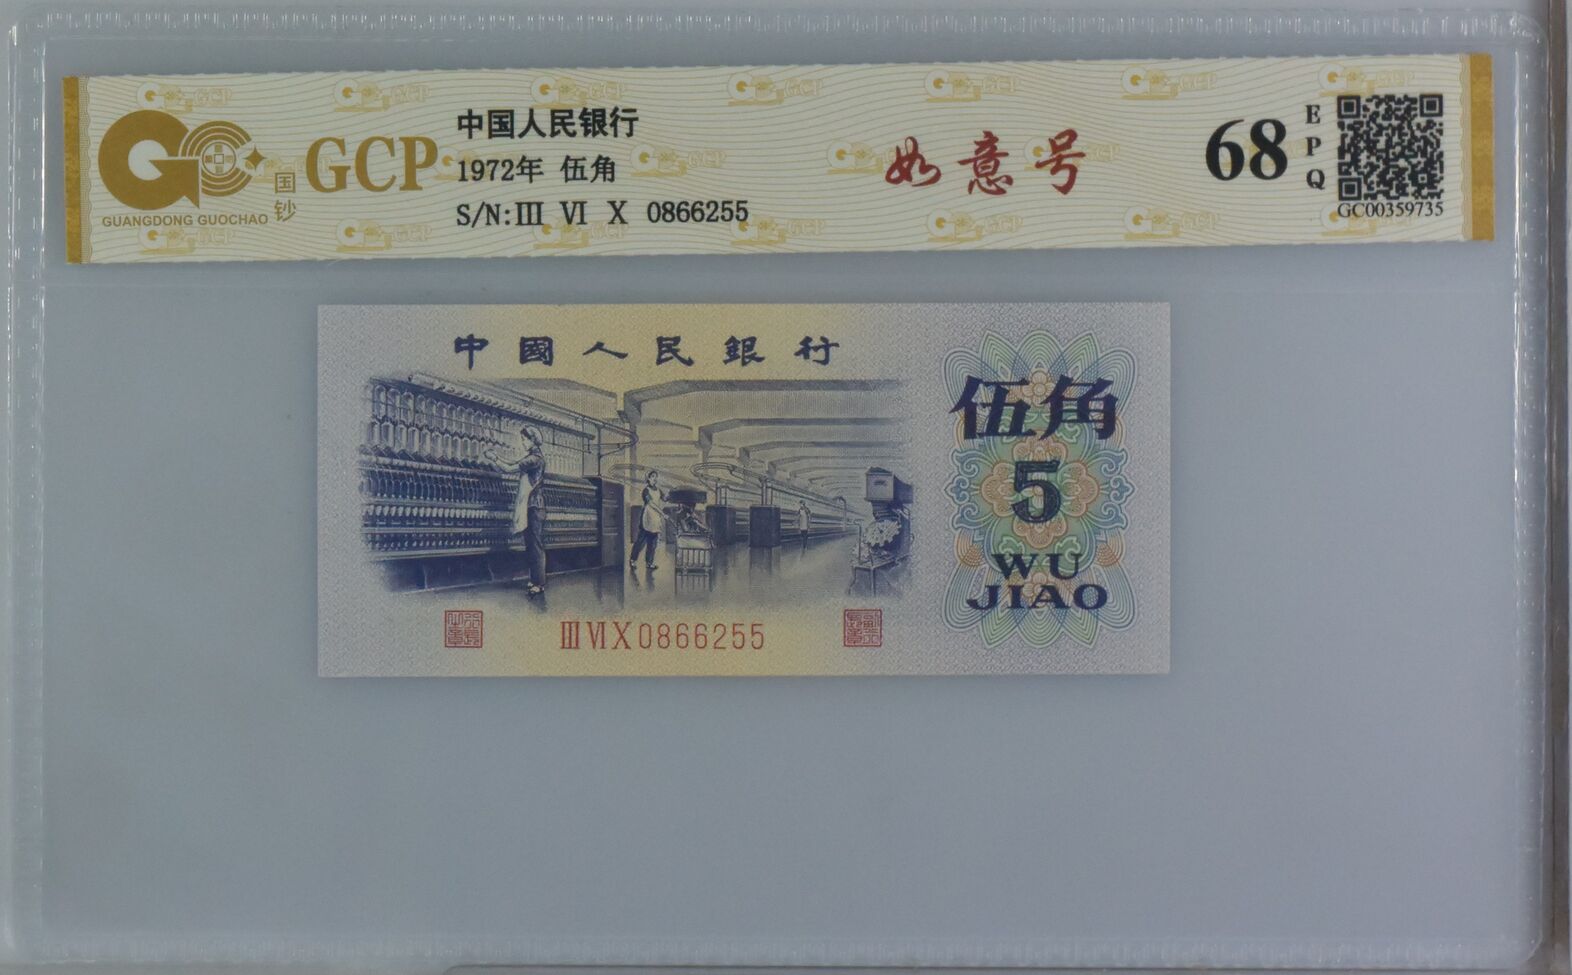 GUANGDONG GUOCHAO
国钞
GCP
中国人民银行
1972年 伍角
S/N:III VI X 0866255
如意号
68
EPQ
GC00359735
中國人民銀行
伍角
5
WU
JIAO
III VI X 0866255